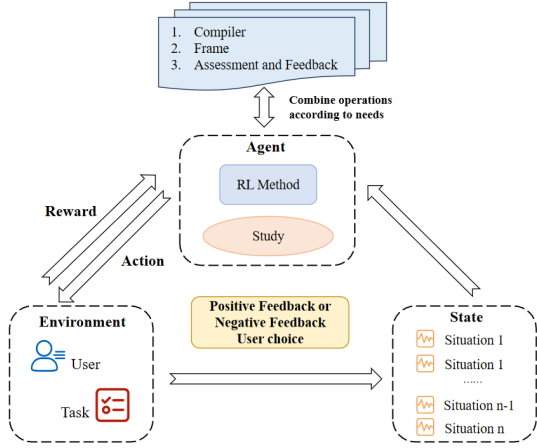 1. Compiler
2. Frame
3. Assessment and Feedback
Combine operations
according to needs
Agent
RL Method
Study
Reward
Action
Environment
User
Task
Positive Feedback or
Negative Feedback
User choice
State
Situation 1
Situation 1
......
Situation n-1
Situation n